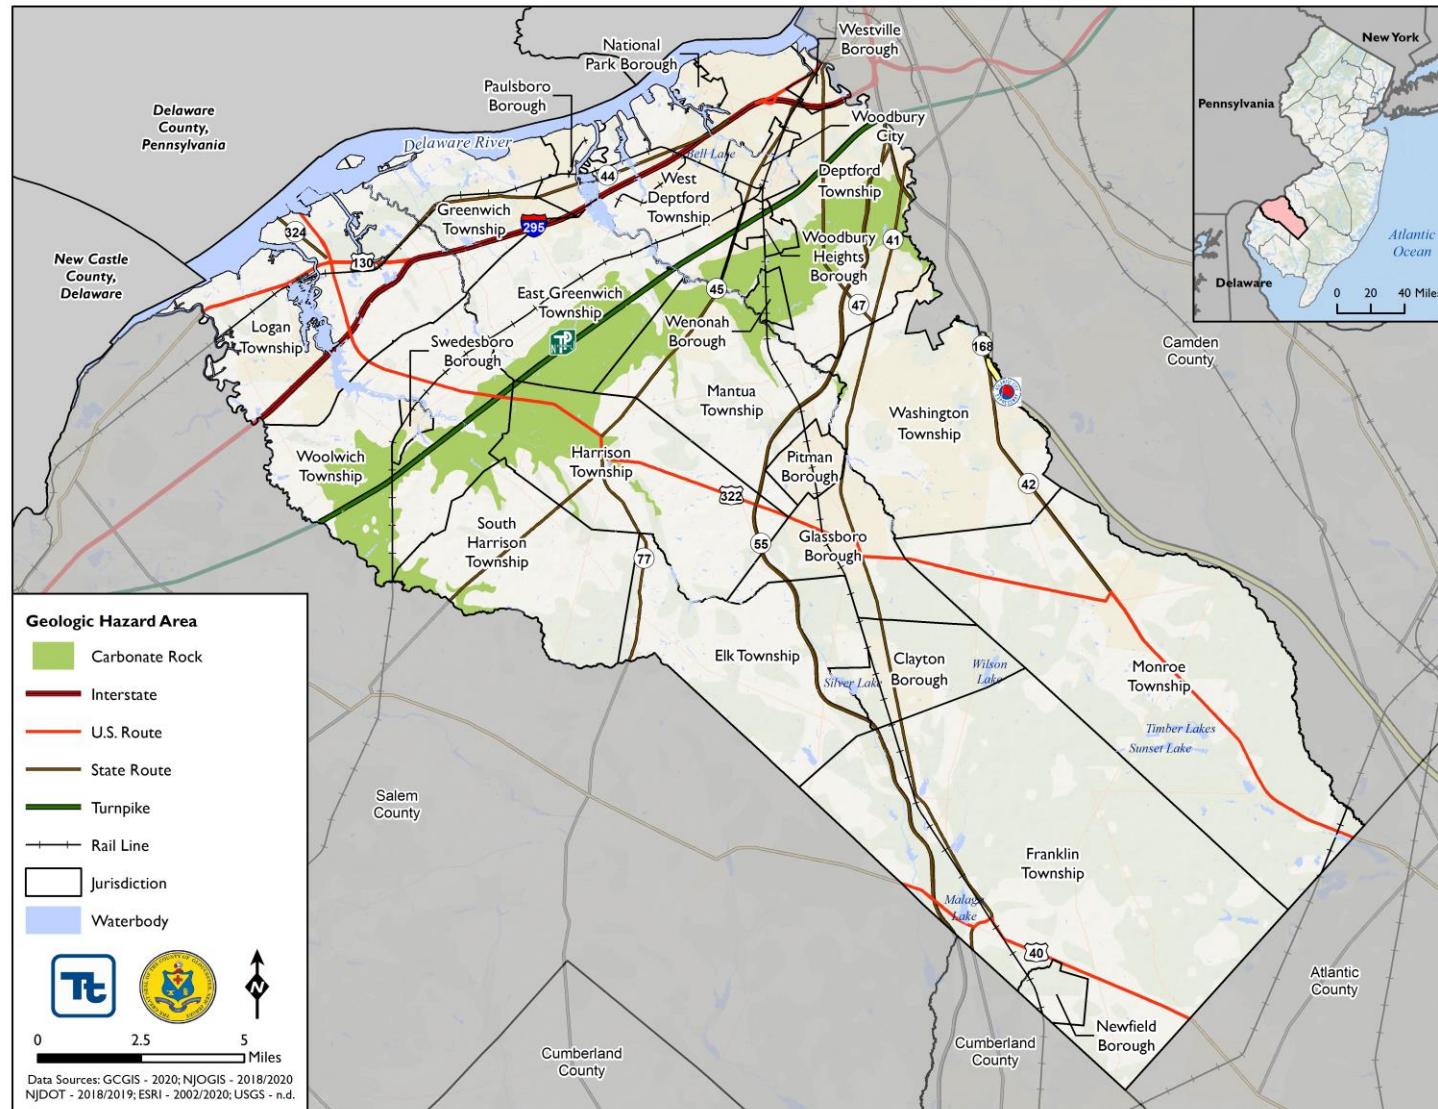 Westville
Borough
National
Park Borough
Paulsboro
Borough
Delaware
County,
Pennsylvania
Delaware River
Woodbury
City
Bell Lake
44
West
Deptford
Township
Deptford
Township
Greenwich
Township
295
324
130
New Castle
County,
Delaware
Woodbury
Heights
Borough
41
45
47
East Greenwich
Township
Wenonah
Borough
Logan
Township
Swedesboro
Borough
168
Camden
County
Mantua
Township
Washington
Township
Woolwich
Township
Harrison
Township
Pitman
Borough
322
42
South
Harrison
Township
55
Glassboro
Borough
77
Elk Township
Clayton
Borough
Wilson
Lake
Silver Lake
Monroe
Township
Timber Lakes
Sunset Lake
Salem
County
Franklin
Township
Malaga
Lake
40
Newfield
Borough
Atlantic
County
Cumberland
County
Cumberland
County
New York
Pennsylvania
Atlantic
Ocean
Delaware
0 20 40 Miles
Geologic Hazard Area
Carbonate Rock
Interstate
U.S. Route
State Route
Turnpike
Rail Line
Jurisdiction
Waterbody
Tt
N
0 2.5 5
Miles
Data Sources: GCGIS - 2020; NJOGIS - 2018/2020
NJDOT - 2018/2019; ESRI - 2002/2020; USGS - n.d.